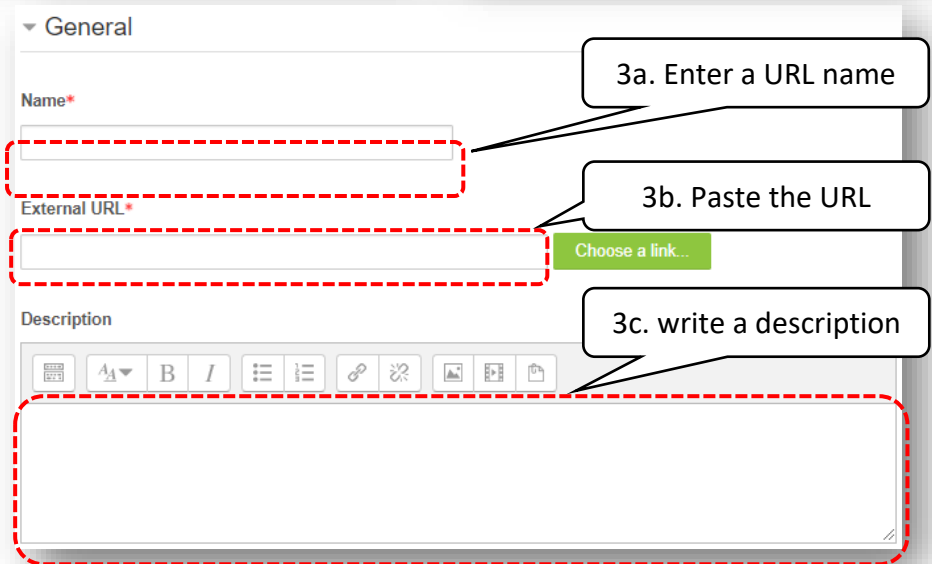 General
3a. Enter a URL name
Name*
3b. Paste the URL
External URL*
Choose a link...
3c. write a description
Description
B I